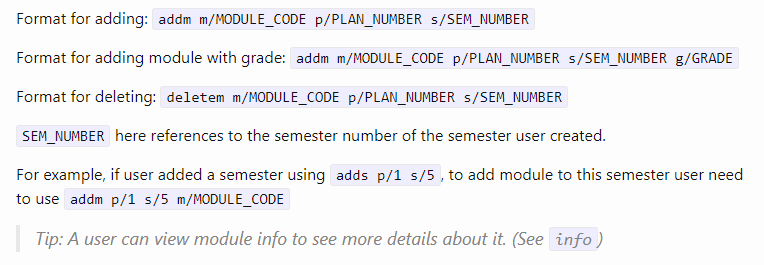 Format for adding: addm m/MODULE_CODE p/PLAN_NUMBER s/SEM_NUMBER
Format for adding module with grade: addm m/MODULE_CODE p/PLAN_NUMBER s/SEM_NUMBER g/GRADE
Format for deleting: deletem m/MODULE_CODE p/PLAN_NUMBER s/SEM_NUMBER
SEM_NUMBER here references to the semester number of the semester user created.
For example, if user added a semester using adds p/1 s/5 , to add module to this semester user need
to use addm p/1 s/5 m/MODULE_CODE
Tip: A user can view module info to see more details about it. (See info )